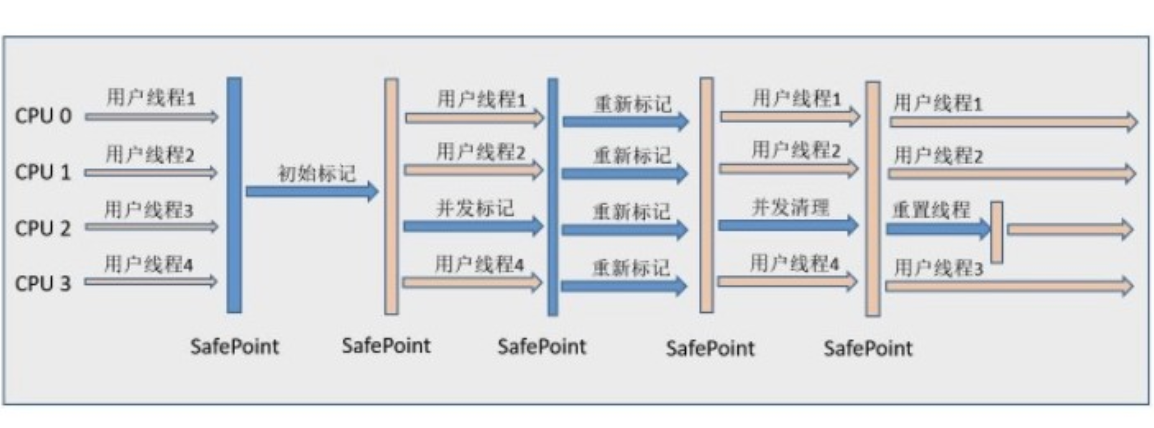 用户线程1 用户线程1 重新标记 用户线程1 用户线程1
CPU 0
用户线程2 用户线程2 重新标记 用户线程2 用户线程2
CPU 1
初始标记
用户线程3 并发标记 重新标记 并发清理 重置线程
CPU 2
用户线程4 用户线程4 重新标记 用户线程4 用户线程3
CPU 3
SafePoint SafePoint SafePoint SafePoint SafePoint